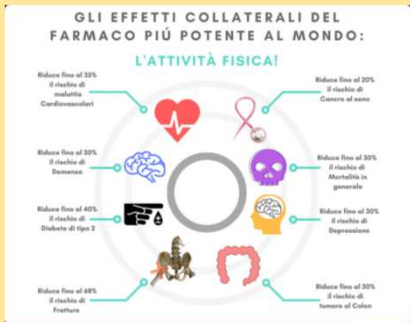 GLI EFFETTI COLLATERALI DEL
FARMACO PIÚ POTENTE AL MONDO:
L'ATTIVITÀ FISICA!
Riduce fino al 35%
il rischio di
malattie
Cardiovascolari
Riduce fino al 20%
il rischio di
Cancro al seno
Riduce fino al 30%
il rischio di
Demenza
Riduce fino al 30%
il rischio di
Mortalità in
generale
Riduce fino al 40%
il rischio di
Diabete di tipo 2
Riduce fino al 30%
il rischio di
Depressione
Riduce fino al 68%
il rischio di
Fratture
Riduce fino al 30%
il rischio di
tumore al Colon